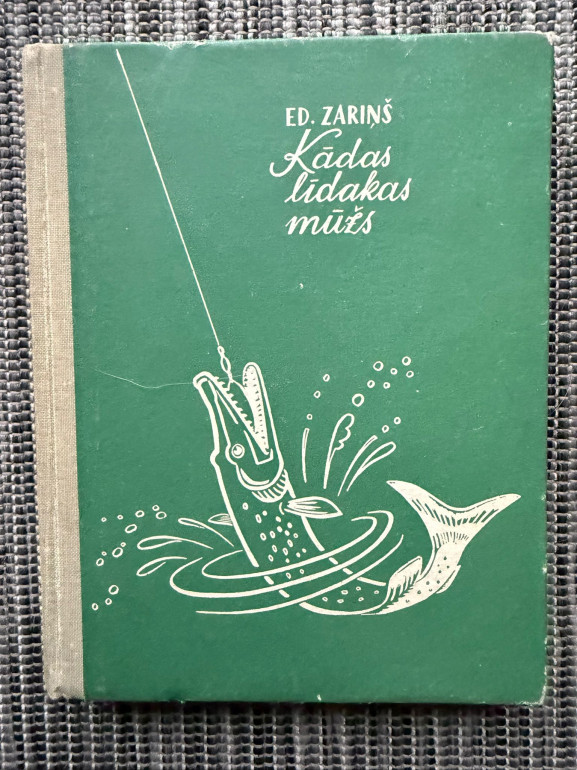 ED. ZARIŅŠ
Kādas
līdakas
mūžs